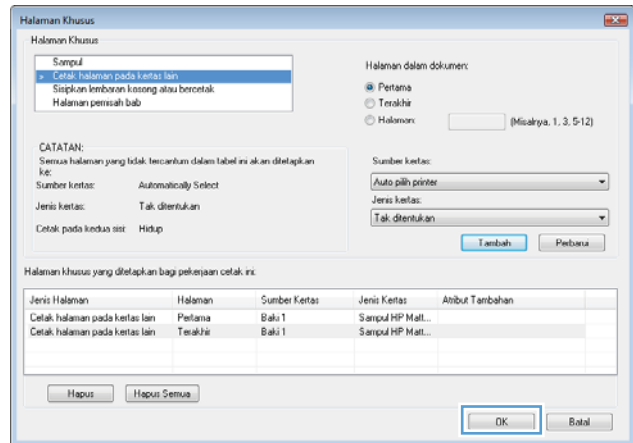 Halaman Khusus
Halaman Khusus
Sampul
» Cetak halaman pada kertas lain
Sisipkan lembaran kosong atau bercetak
Halaman pemisah bab
Halaman dalam dokumen:
Pertama
Terakhir
Halaman: (Misalnya, 1, 3, 5-12)
CATATAN:
Semua halaman yang tidak tercantum dalam tabel ini akan ditetapkan
ke:
Sumber kertas: Automatically Select
Jenis kertas: Tak ditentukan
Cetak pada kedua sisi: Hidup
Sumber kertas:
Auto pilih printer
Jenis kertas:
Tak ditentukan
Tambah Perbarui
Halaman khusus yang ditetapkan bagi pekerjaan cetak ini:
Jenis Halaman Halaman Sumber Kertas Jenis Kertas Atribut Tambahan
Cetak halaman pada kertas lain Pertama Baki 1 Sampul HP Matt...
Cetak halaman pada kertas lain Terakhir Baki 1 Sampul HP Matt...
Hapus Hapus Semua
OK Batal